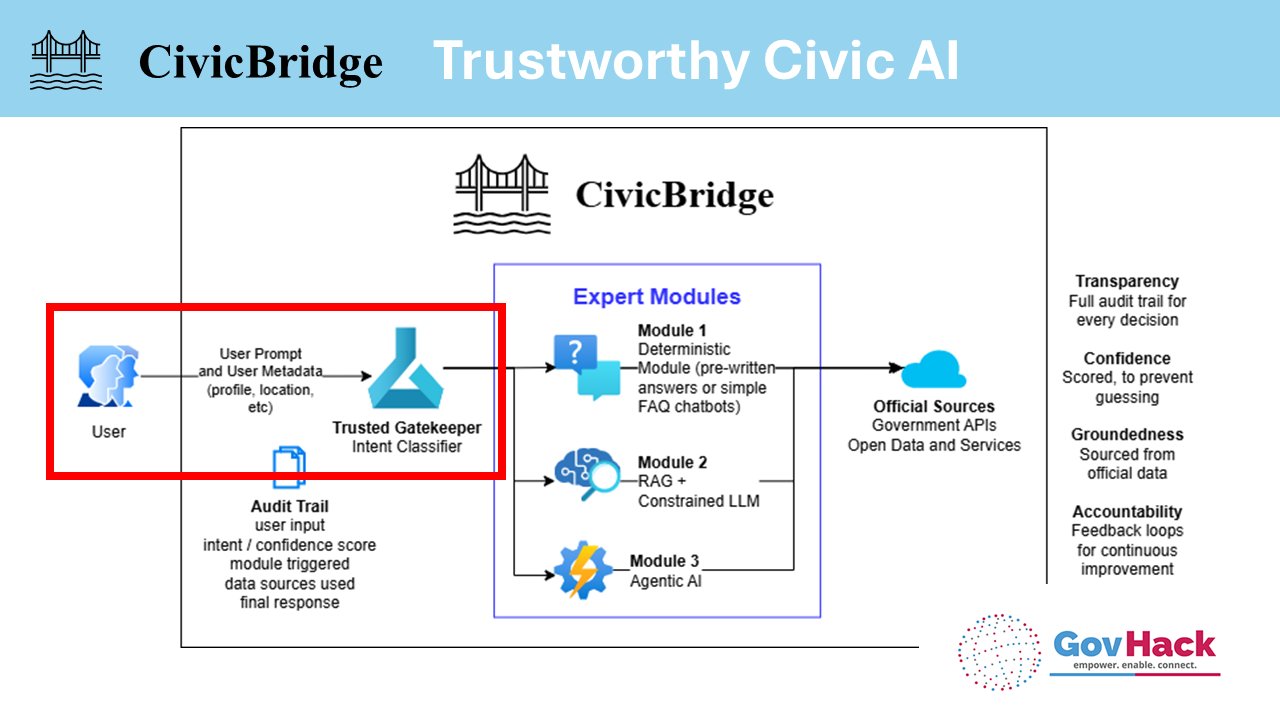 CivicBridge
Trustworthy Civic AI
CivicBridge
Expert Modules
User
User Prompt
and User Metadata
(profile, location,
etc)
Trusted Gatekeeper
Intent Classifier
Audit Trail
user input
intent / confidence score
module triggered
data sources used
final response
?
Module 1
Deterministic
Module (pre-written
answers or simple
FAQ chatbots)
Module 2
RAG +
Constrained LLM
Module 3
Agentic AI
Official Sources
Government APIs
Open Data and Services
Transparency
Full audit trail for
every decision
Confidence
Scored, to prevent
guessing
Groundedness
Sourced from
official data
Accountability
Feedback loops
for continuous
improvement
GovHack
empower. enable. connect.